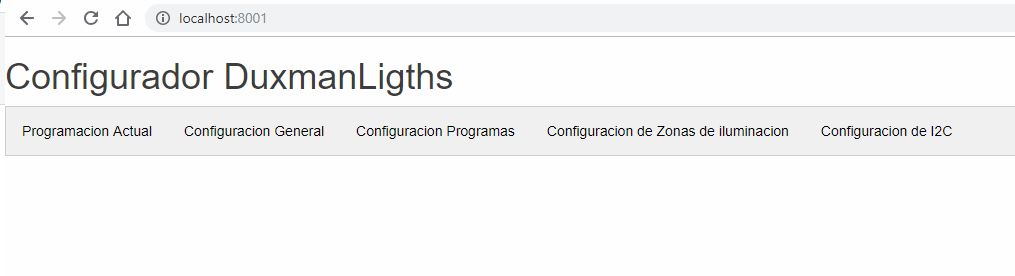 localhost:8001
Configurador DuxmanLigths
Programacion Actual Configuracion General Configuracion Programas Configuracion de Zonas de iluminacion Configuracion de I2C